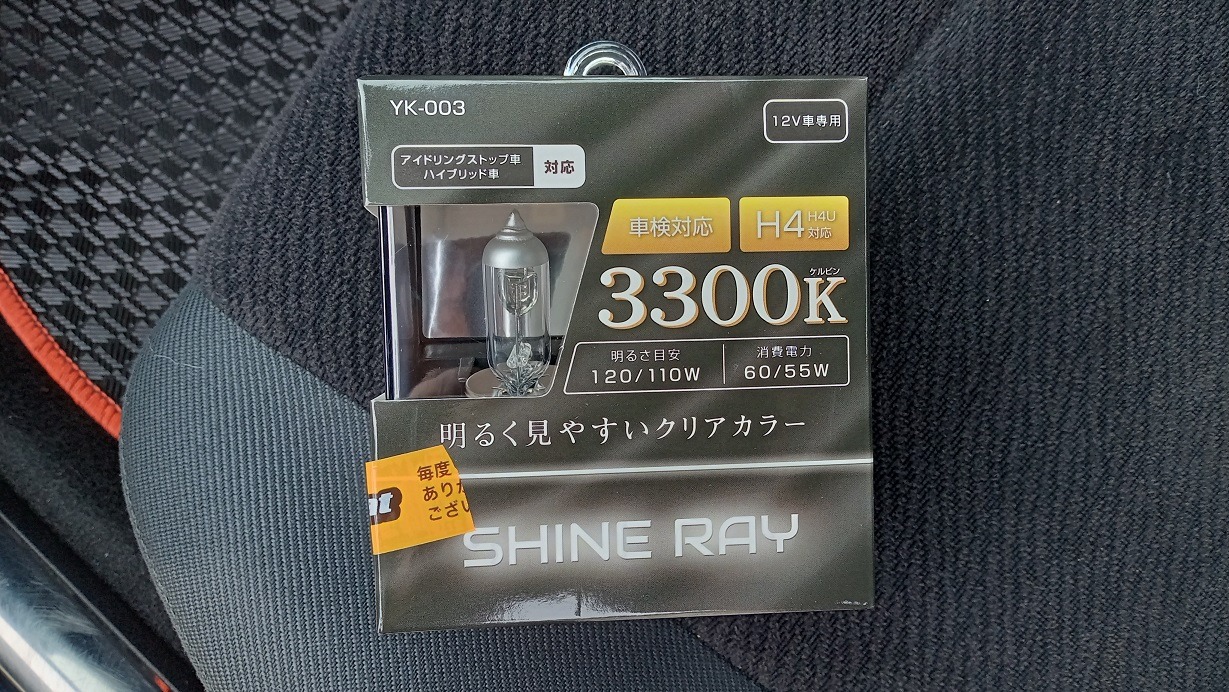 YK-003
12V車専用
アイドリングストップ車
ハイブリッド車
対応
車検対応
H4 H4U
対応
ケルビン
3300K
明るさ目安
120/110W
消費電力
60/55W
明るく見やすいクリアカラー
毎度
あり
ござい
SHINE RAY